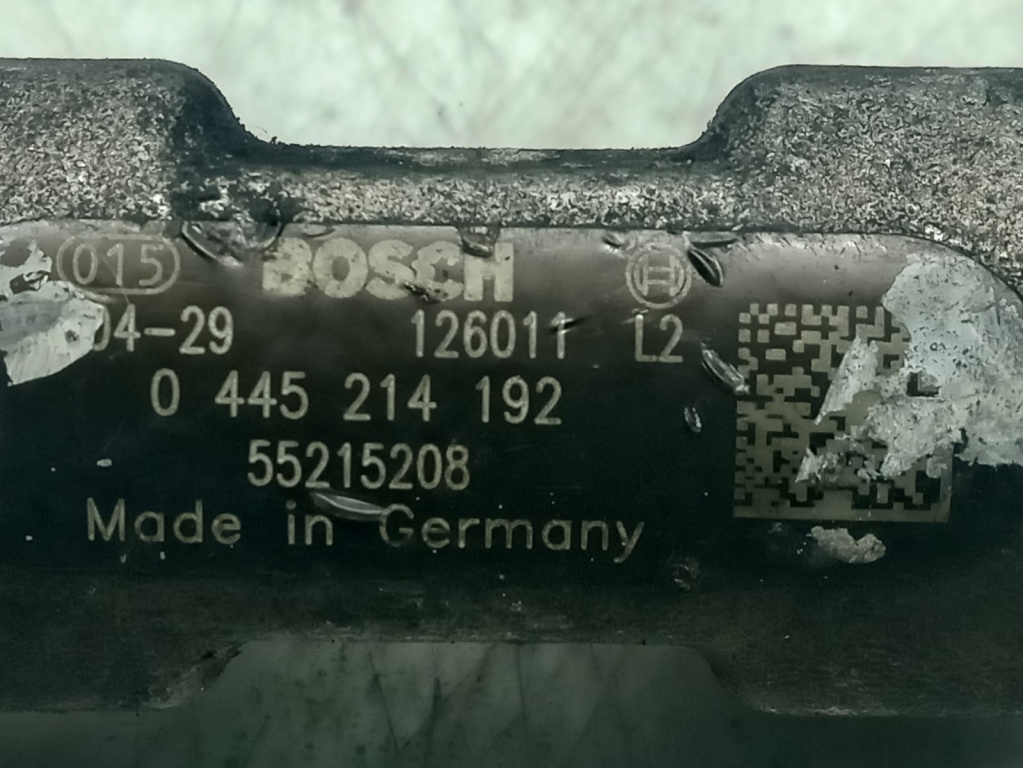 015 BOSCH H
04-29 126011 L2
0 445 214 192
55215208
Made in Germany